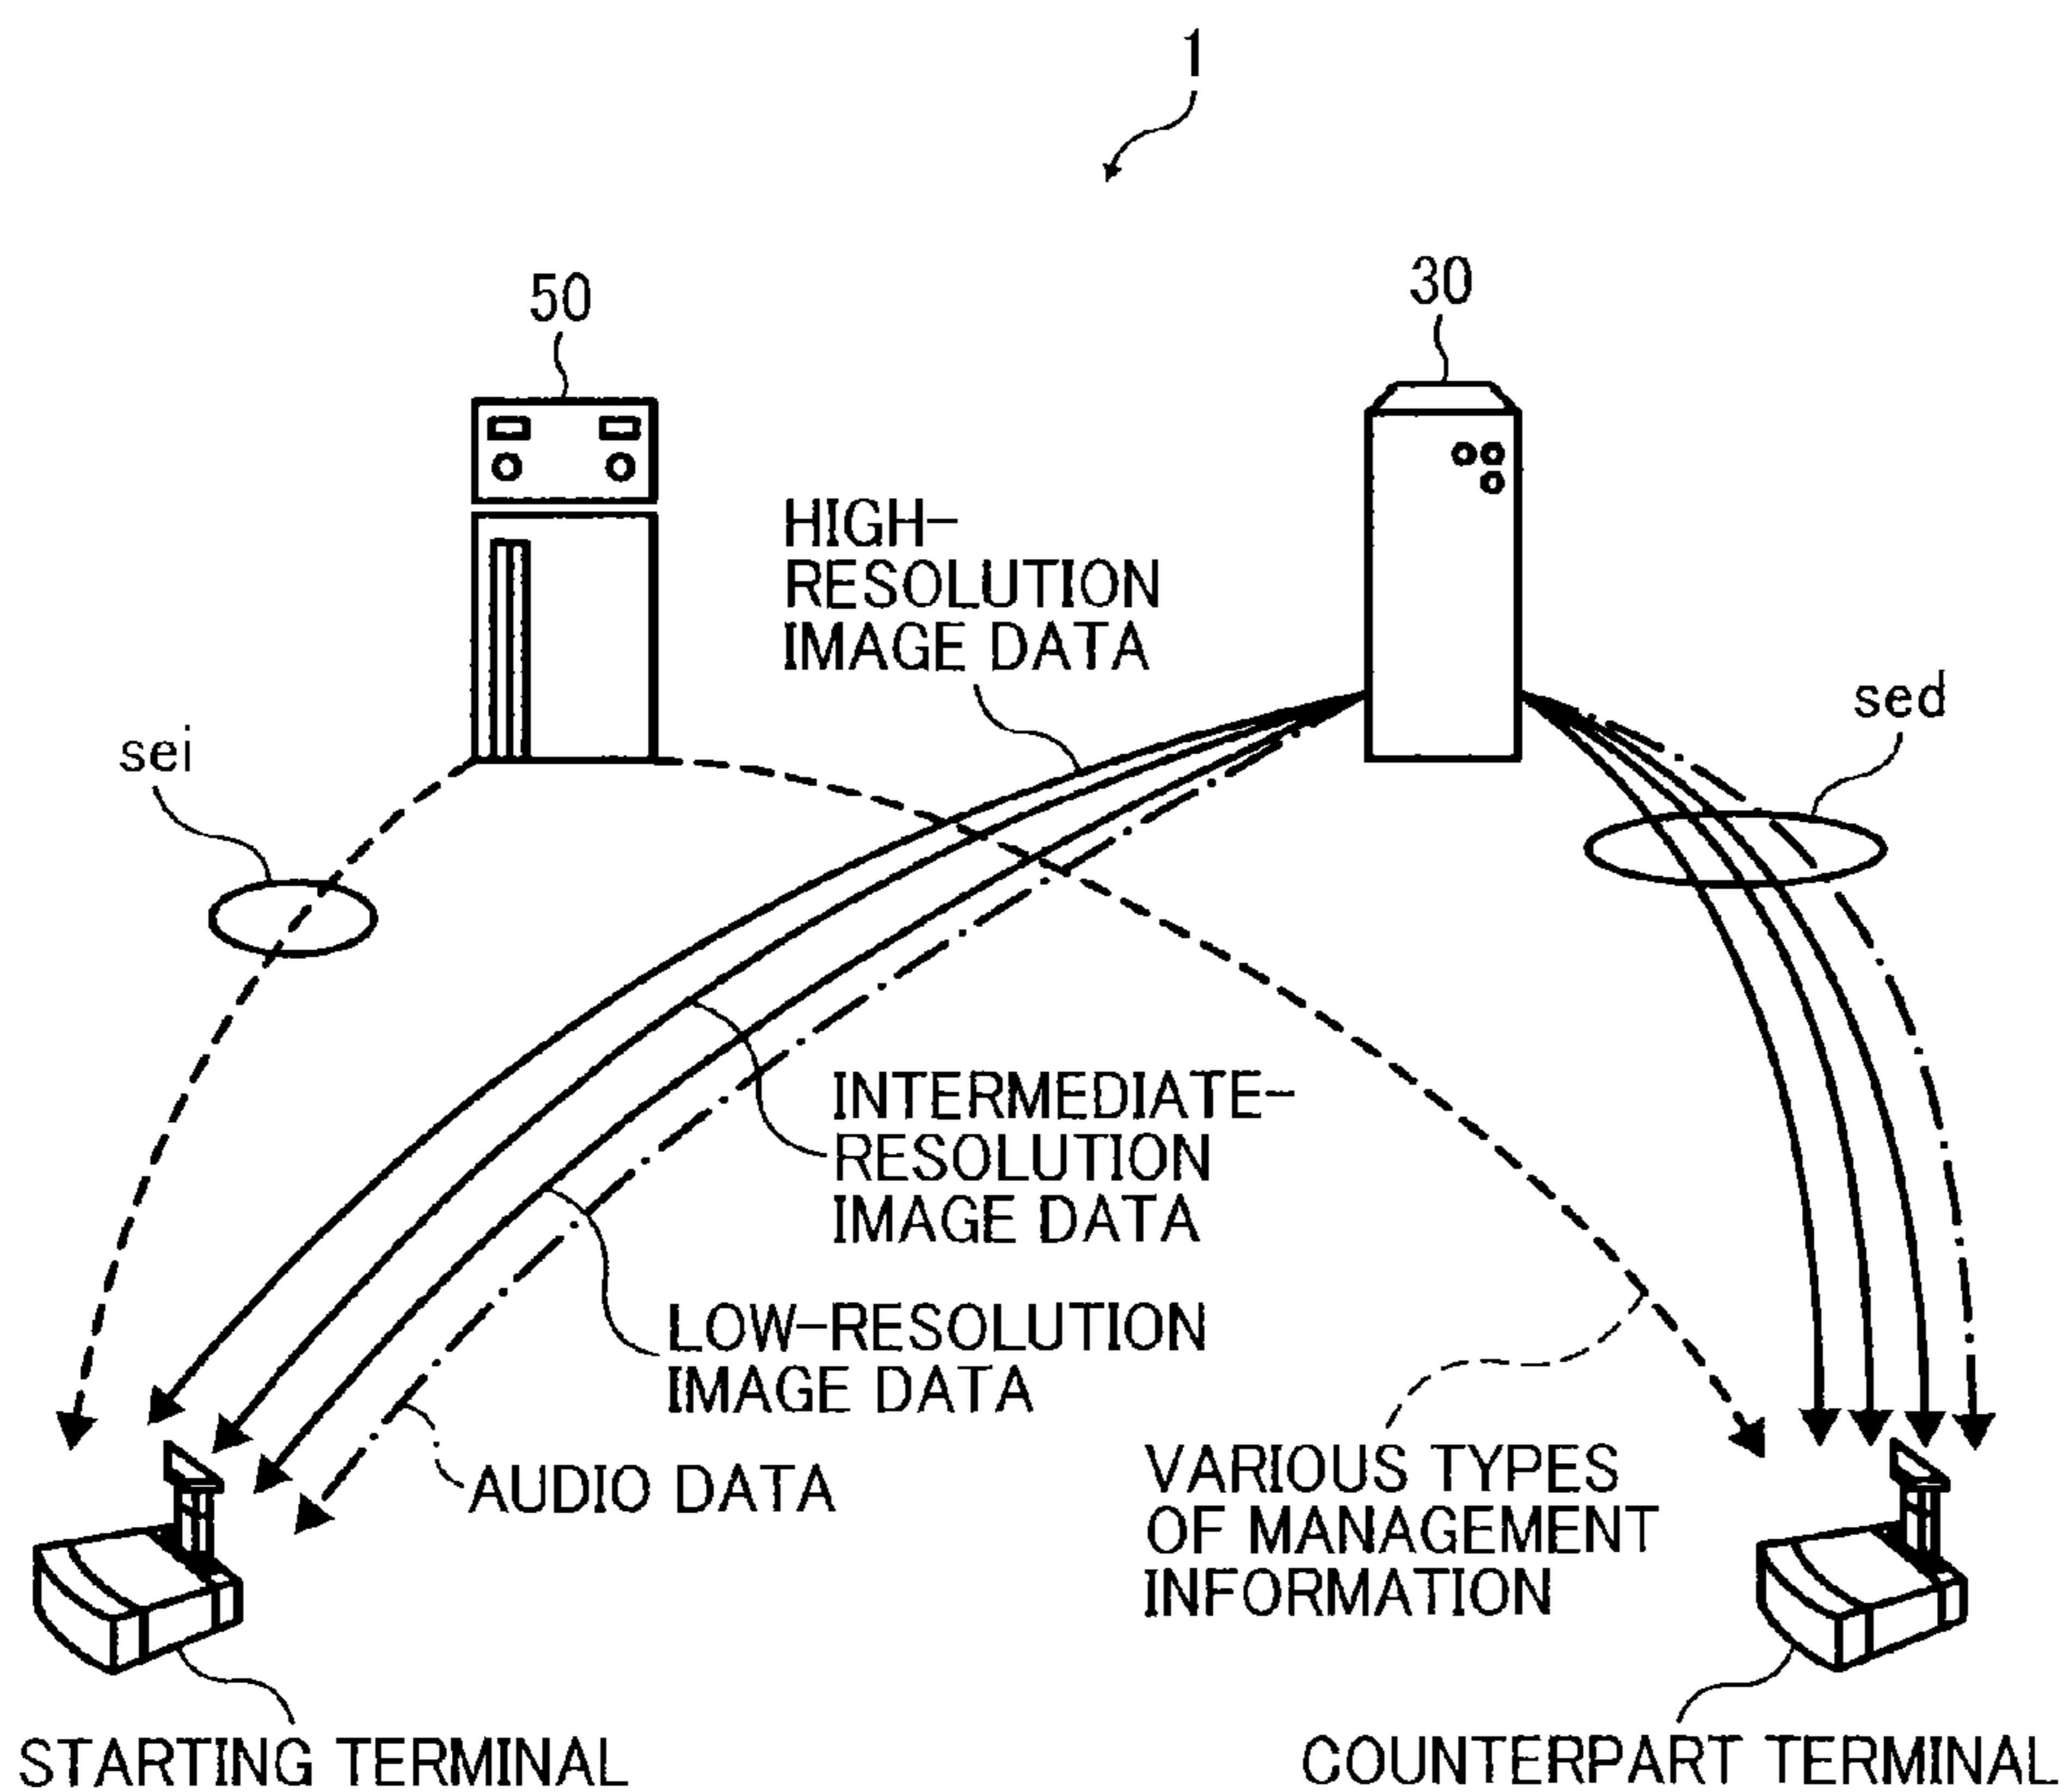 1
50
30
HIGH-
RESOLUTION
IMAGE DATA
sei
sed
INTERMEDIATE-
RESOLUTION
IMAGE DATA
LOW-RESOLUTION
IMAGE DATA
AUDIO DATA
VARIOUS TYPES
OF MANAGEMENT
INFORMATION
STARTING TERMINAL
COUNTERPART TERMINAL